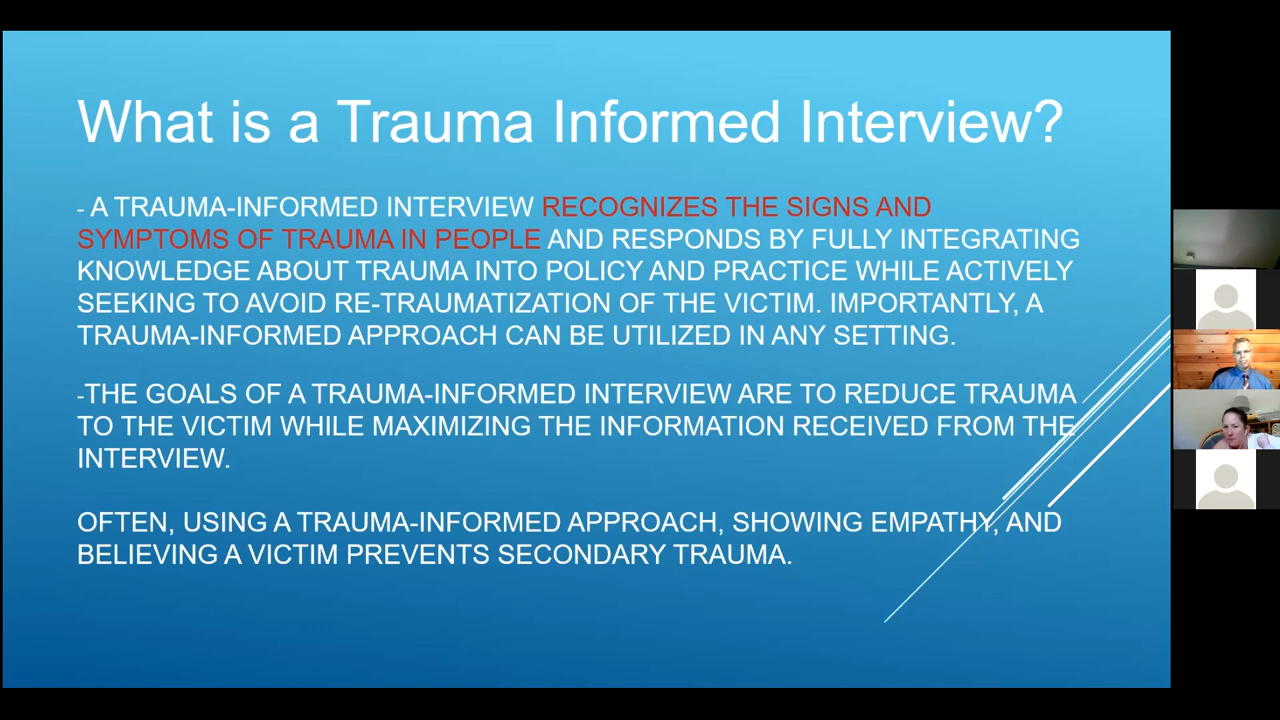 What is a Trauma Informed Interview?
- A TRAUMA-INFORMED INTERVIEW RECOGNIZES THE SIGNS AND
SYMPTOMS OF TRAUMA IN PEOPLE AND RESPONDS BY FULLY INTEGRATING
KNOWLEDGE ABOUT TRAUMA INTO POLICY AND PRACTICE WHILE ACTIVELY
SEEKING TO AVOID RE-TRAUMATIZATION OF THE VICTIM. IMPORTANTLY, A
TRAUMA-INFORMED APPROACH CAN BE UTILIZED IN ANY SETTING.
-THE GOALS OF A TRAUMA-INFORMED INTERVIEW ARE TO REDUCE TRAUMA
TO THE VICTIM WHILE MAXIMIZING THE INFORMATION RECEIVED FROM THE
INTERVIEW.
OFTEN, USING A TRAUMA-INFORMED APPROACH, SHOWING EMPATHY, AND
BELIEVING A VICTIM PREVENTS SECONDARY TRAUMA.